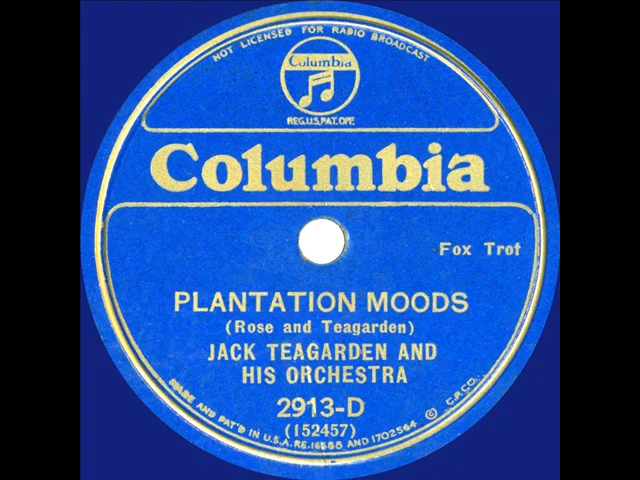 NOT LICENSED FOR RADIO BROADCAST
Columbia
REG.U.S.PAT.OFF.
Columbia
Fox Trot
PLANTATION MOODS
(Rose and Teagarden)
JACK TEAGARDEN AND
HIS ORCHESTRA
2913-D
(152457)
MADE AND PAT'D IN U.S.A. RE. 16588 AND 1702564 © C.P.CO.